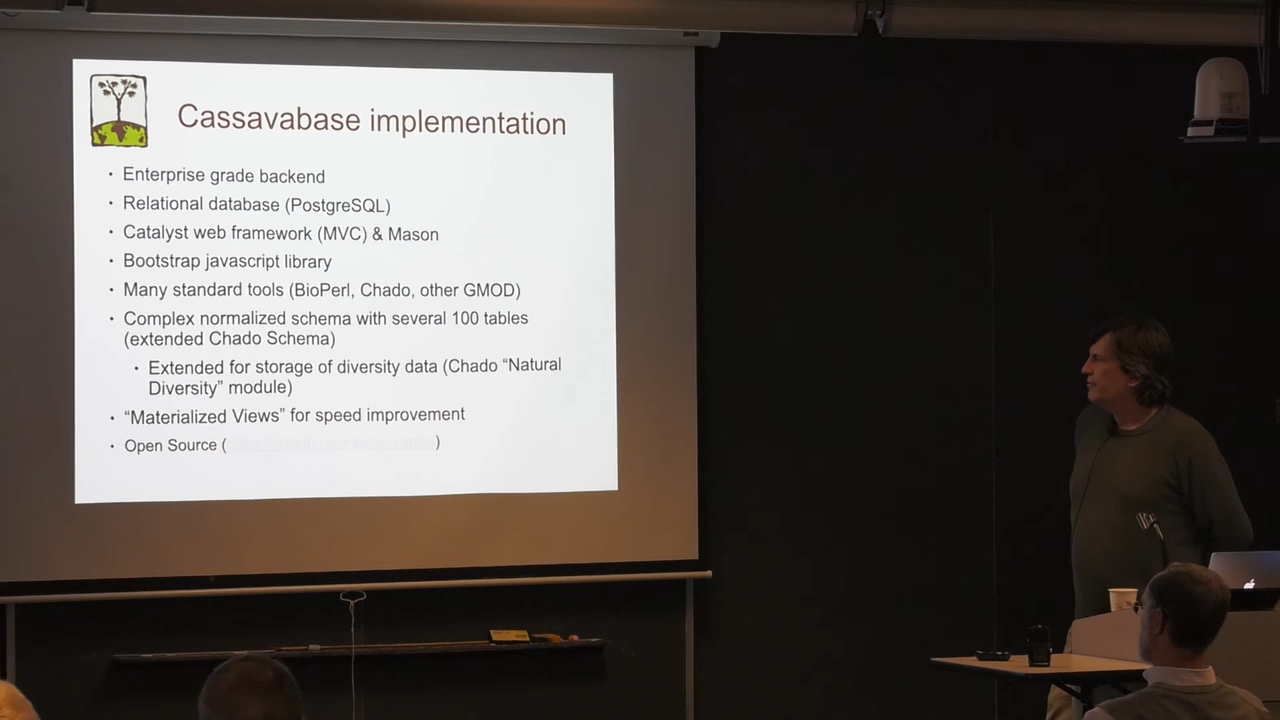 Cassavabase implementation
• Enterprise grade backend
• Relational database (PostgreSQL)
• Catalyst web framework (MVC) & Mason
• Bootstrap javascript library
• Many standard tools (BioPerl, Chado, other GMOD)
• Complex normalized schema with several 100 tables
(extended Chado Schema)
• Extended for storage of diversity data (Chado “Natural
Diversity” module)
• “Materialized Views” for speed improvement
• Open Source ( )